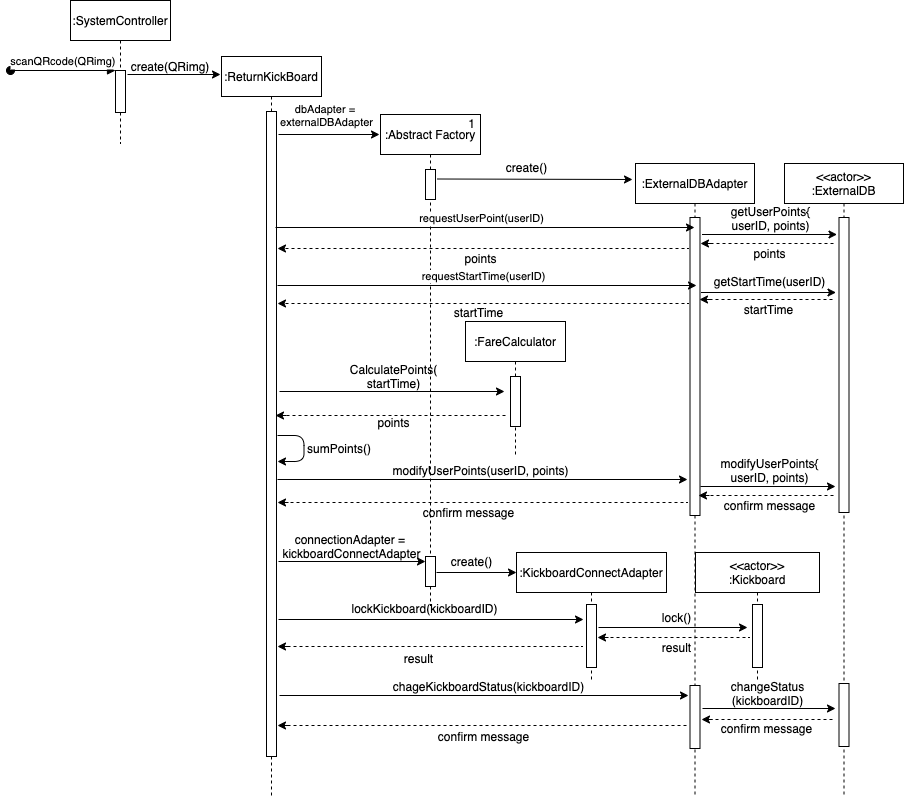 :SystemController
scanQRcode(QRimg)
create(QRimg)
:ReturnKickBoard
dbAdapter =
externalDBAdapter
1
:Abstract Factory
create()
:ExternalDBAdapter
<<actor>>
:ExternalDB
requestUserPoint(userID)
getUserPoints(
userID, points)
points
points
requestStartTime(userID)
getStartTime(userID)
startTime
startTime
:FareCalculator
CalculatePoints(
startTime)
points
sumPoints()
modifyUserPoints(userID, points)
modifyUserPoints(
userID, points)
confirm message
confirm message
connectionAdapter =
kickboardConnectAdapter
create()
:KickboardConnectAdapter
<<actor>>
:Kickboard
lockKickboard(kickboardID)
lock()
result
result
chageKickboardStatus(kickboardID)
changeStatus
(kickboardID)
confirm message
confirm message